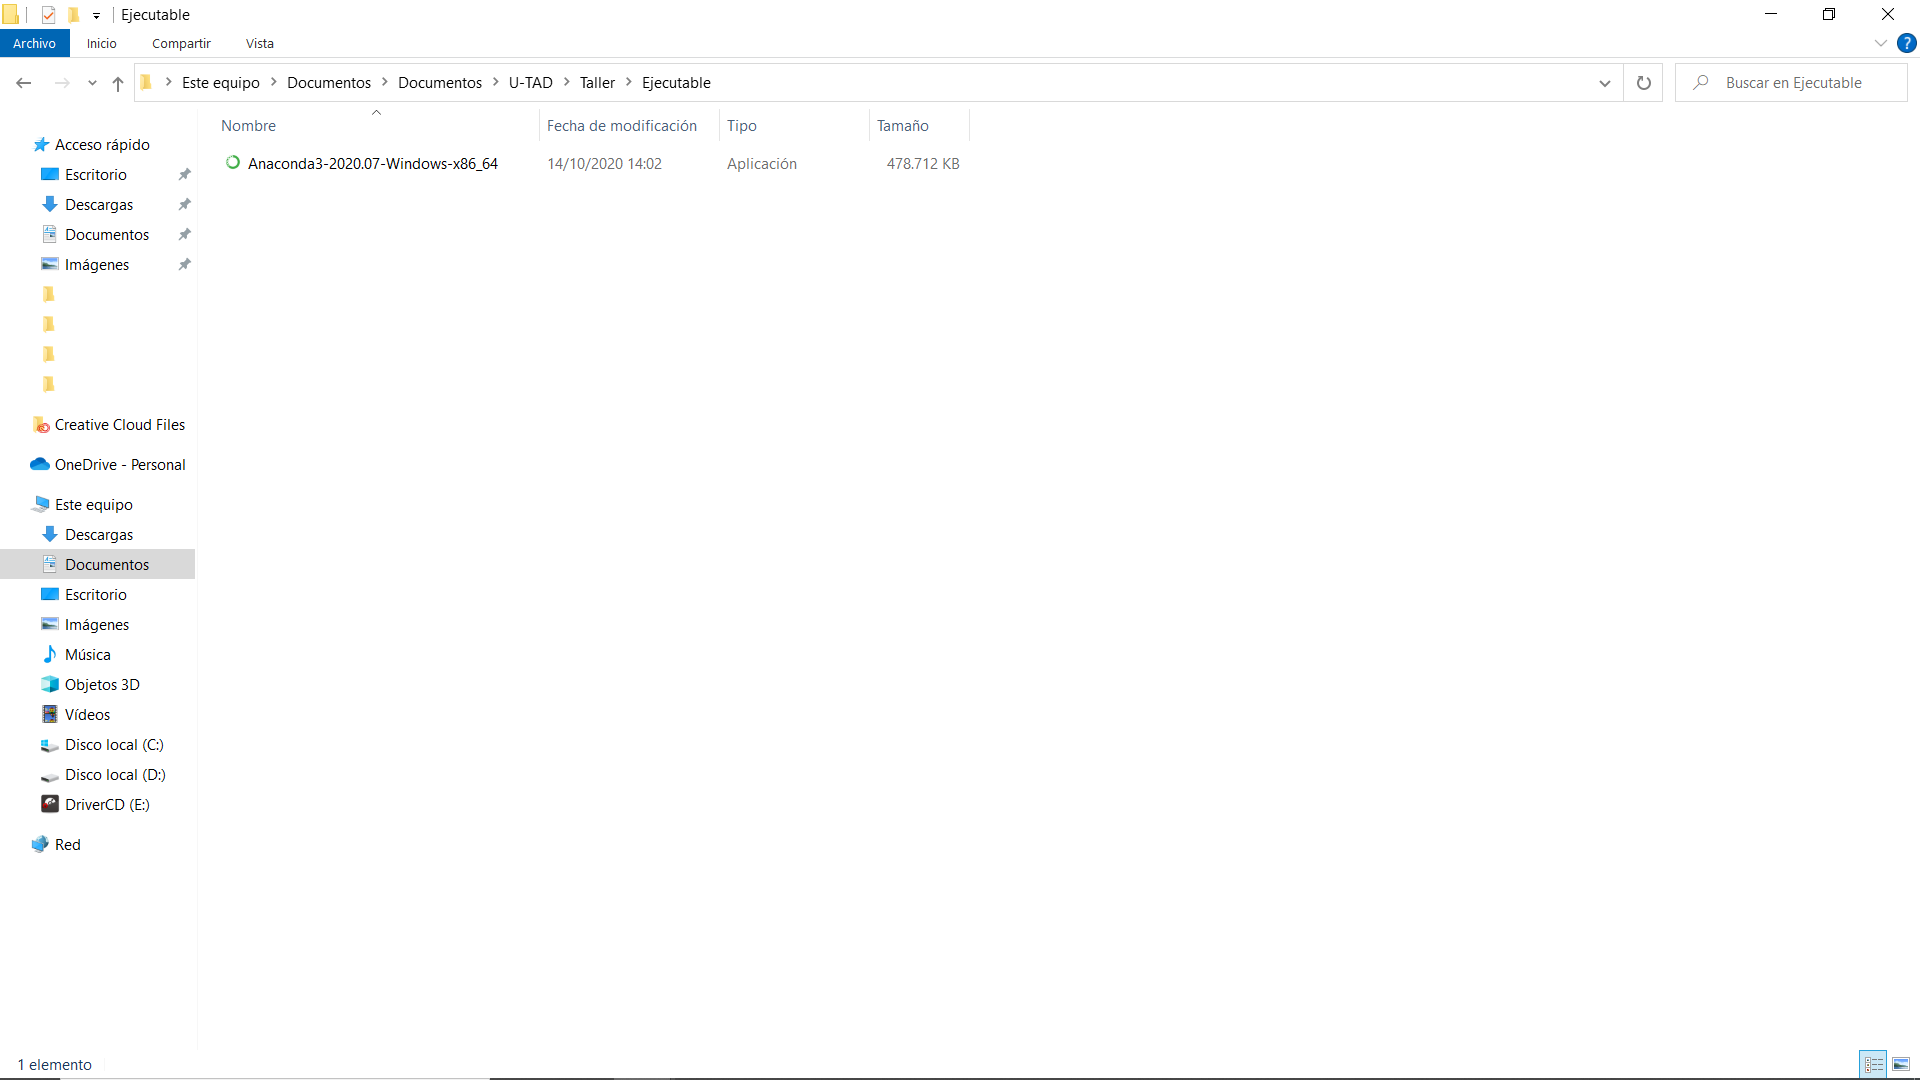 Ejecutable
Archivo Inicio Compartir Vista
Este equipo Documentos Documentos U-TAD Taller Ejecutable
Buscar en Ejecutable
Nombre Fecha de modificación Tipo Tamaño
Anaconda3-2020.07-Windows-x86_64 14/10/2020 14:02 Aplicación 478.712 KB
Acceso rápido
Escritorio
Descargas
Documentos
Imágenes
Creative Cloud Files
OneDrive - Personal
Este equipo
Descargas
Documentos
Escritorio
Imágenes
Música
Objetos 3D
Vídeos
Disco local (C:)
Disco local (D:)
DriverCD (E:)
Red
1 elemento